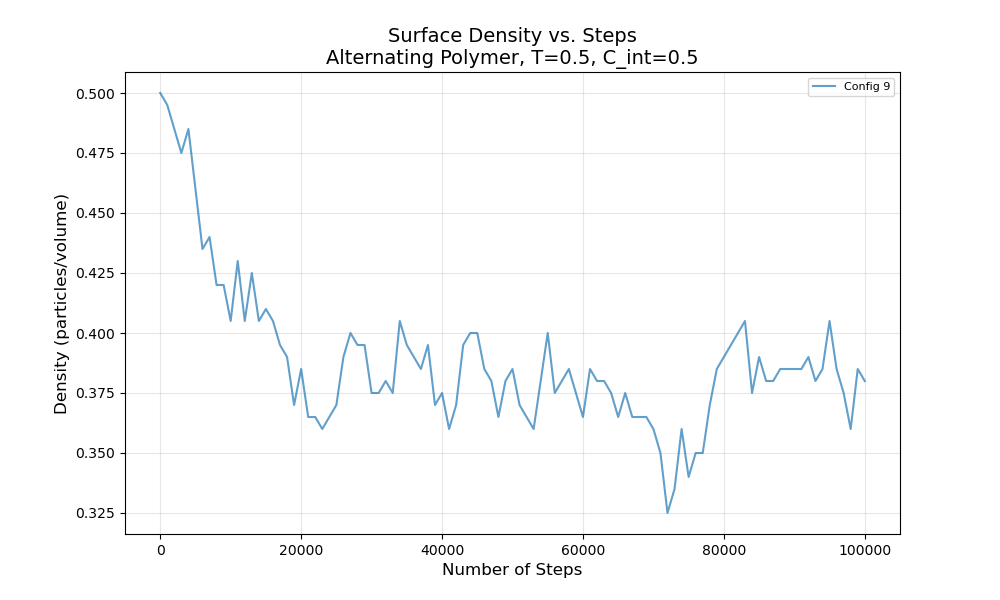 Surface Density vs. Steps
Alternating Polymer, T=0.5, C_int=0.5
Config 9
Density (particles/volume)
0.500
0.475
0.450
0.425
0.400
0.375
0.350
0.325
0 20000 40000 60000 80000 100000
Number of Steps